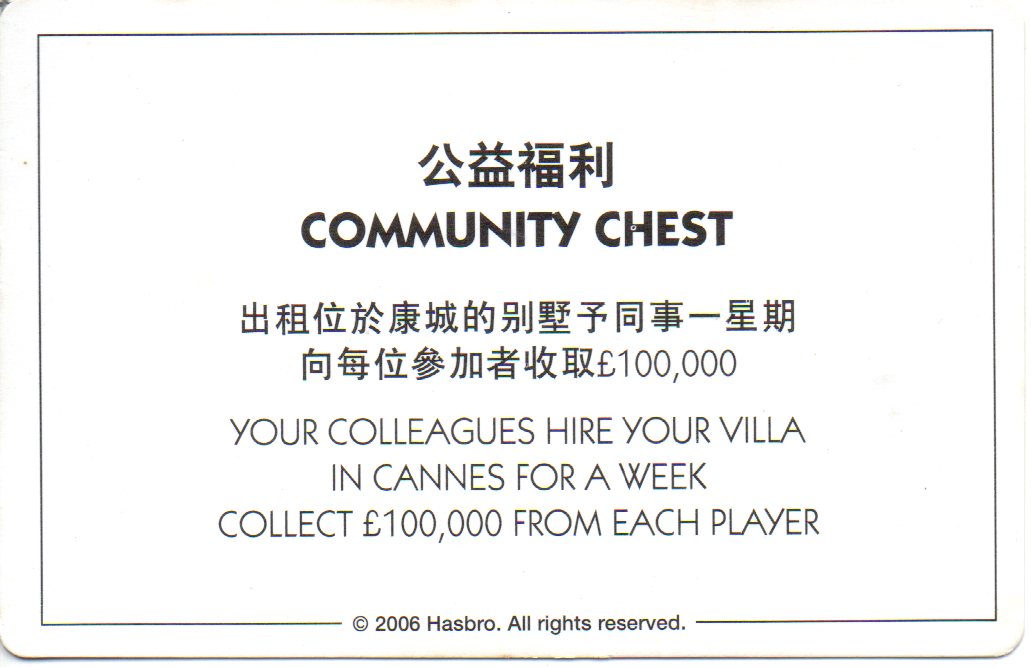 公益福利
COMMUNITY CHEST
出租位於康城的別墅予同事一星期
向每位參加者收取£100,000
YOUR COLLEAGUES HIRE YOUR VILLA
IN CANNES FOR A WEEK
COLLECT £100,000 FROM EACH PLAYER
© 2006 Hasbro. All rights reserved.